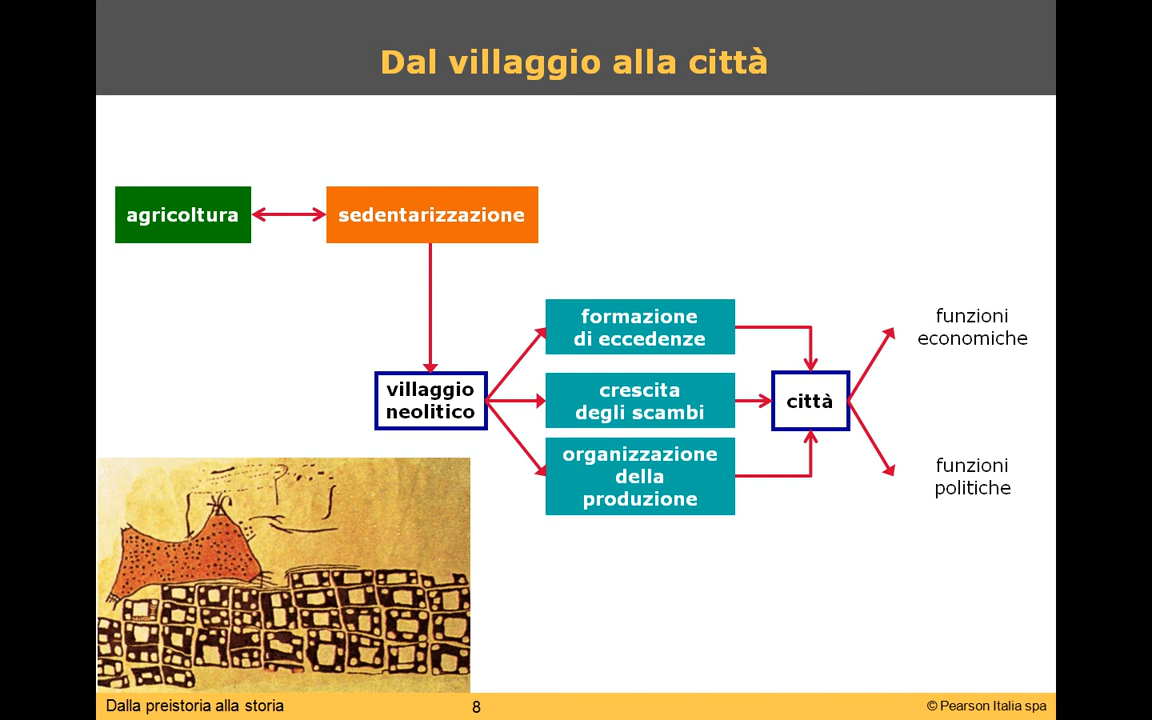 Dal villaggio alla città
agricoltura
sedentarizzazione
villaggio
neolitico
formazione
di eccedenze
crescita
degli scambi
organizzazione
della
produzione
città
funzioni
economiche
funzioni
politiche
Dalla preistoria alla storia
8
© Pearson Italia spa